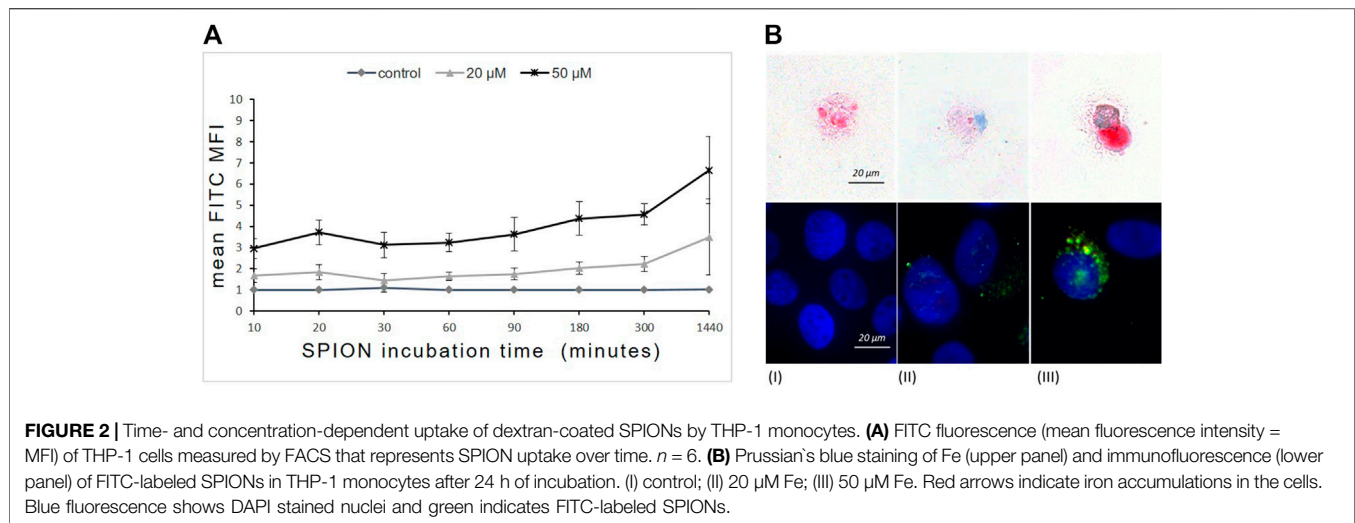 A
control 20 µM 50 µM
10
9
8
7
6
5
4
3
2
1
0
mean FITC MFI
10 20 30 60 90 180 300 1440
SPION incubation time (minutes)
B
20 µm
20 µm
(I) (II) (III)
FIGURE 2 | Time- and concentration-dependent uptake of dextran-coated SPIONs by THP-1 monocytes. (A) FITC fluorescence (mean fluorescence intensity =
MFI) of THP-1 cells measured by FACS that represents SPION uptake over time. n = 6. (B) Prussian`s blue staining of Fe (upper panel) and immunofluorescence (lower
panel) of FITC-labeled SPIONs in THP-1 monocytes after 24 h of incubation. (I) control; (II) 20 µM Fe; (III) 50 µM Fe. Red arrows indicate iron accumulations in the cells.
Blue fluorescence shows DAPI stained nuclei and green indicates FITC-labeled SPIONs.